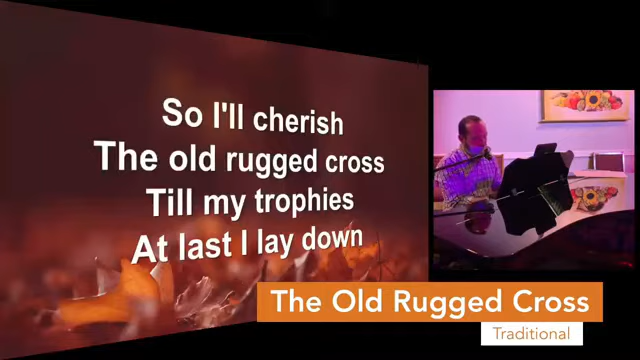 So I'll cherish
The old rugged cross
Till my trophies
At last I lay down
The Old Rugged Cross
Traditional